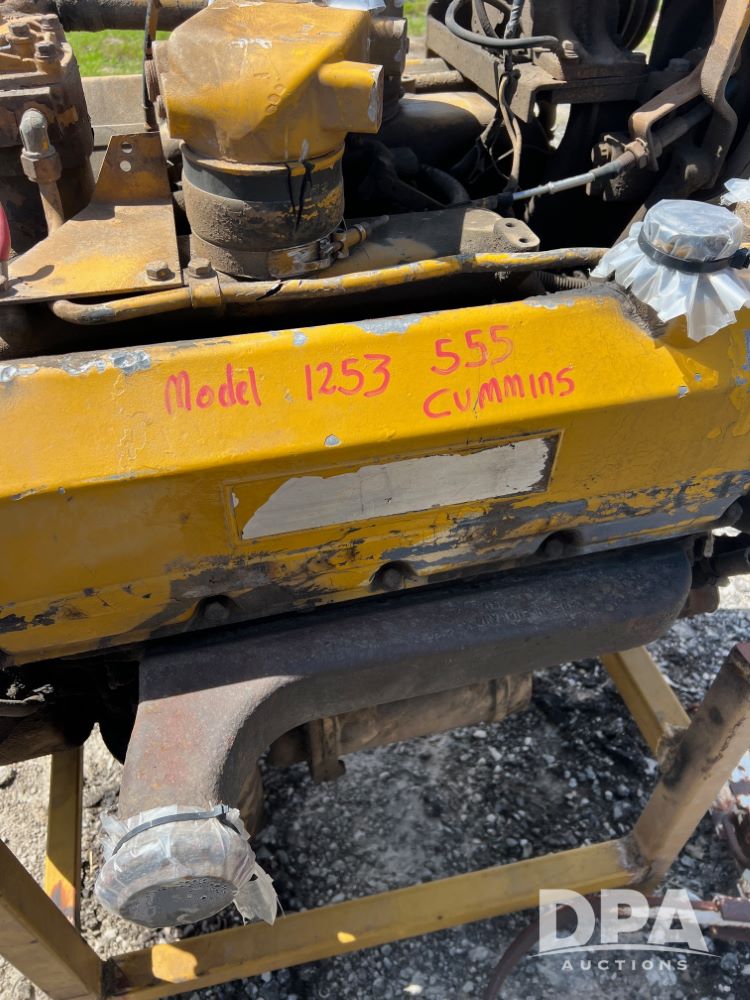 Model 1253 555
Cummins
DPA
AUCTIONS